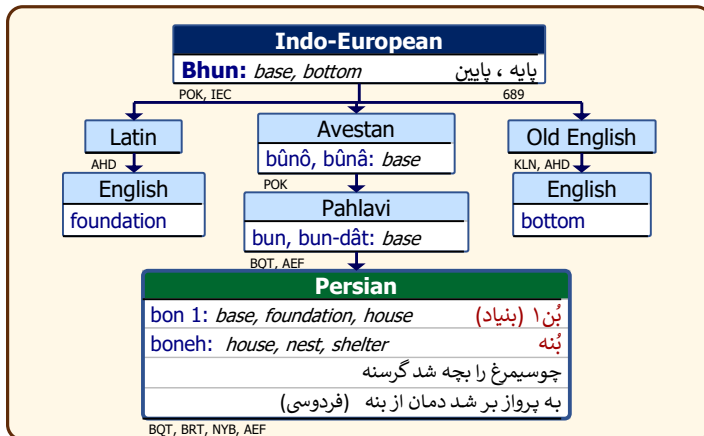 Indo-European
Bhun: base, bottom پایه ، پایین
POK, IEC 689
Latin
Avestan
Old English
bûnô, bûnâ: base
AHD
KLN, AHD
English
foundation
POK
English
bottom
Pahlavi
bun, bun-dât: base
BQT, AEF
Persian
bon 1: base, foundation, house بُن۱ (بنیاد)
boneh: house, nest, shelter بُنه
چوسیمرغ را بچه شد گرسنه
به پرواز بر شد دمان از بنه (فردوسی)
BQT, BRT, NYB, AEF